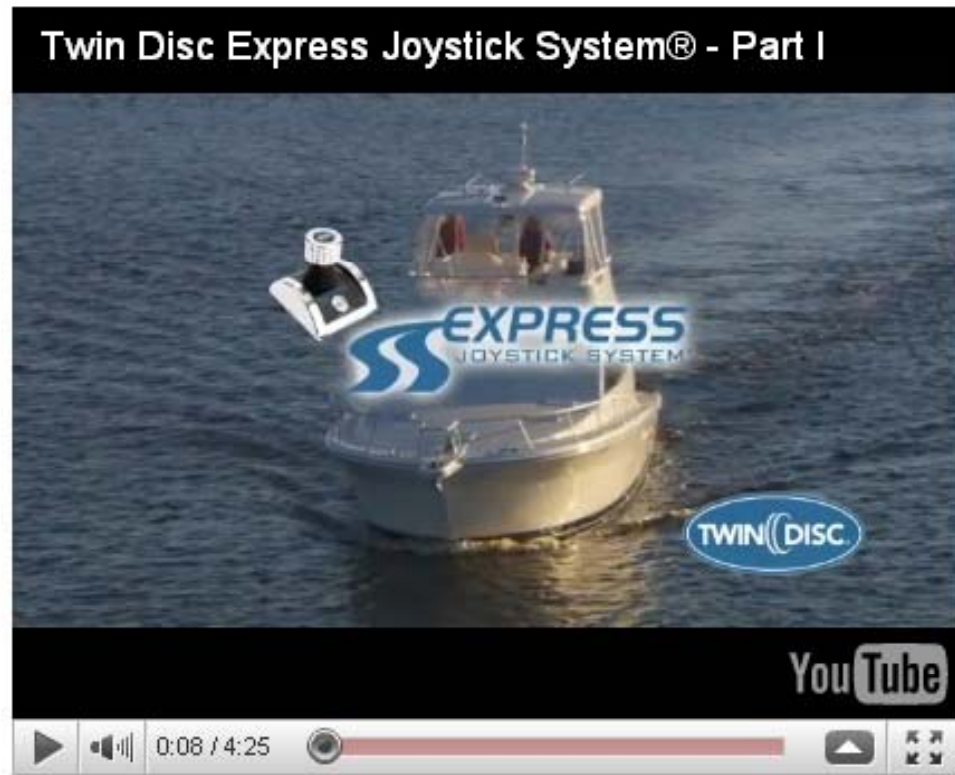 Twin Disc Express Joystick System® - Part I
EXPRESS
JOYSTICK SYSTEM
TWIN DISC
YouTube
0:08 / 4:25